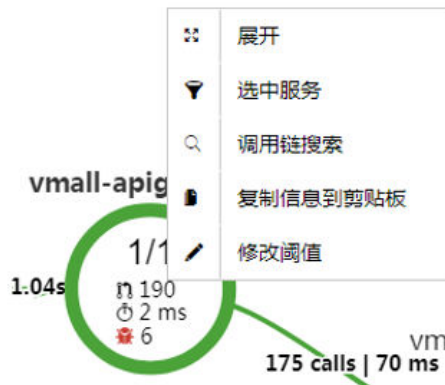 展开
选中服务
调用链搜索
复制信息到剪贴板
修改阈值
vmall-apig
1/1
1.04s
190
2 ms
6
vm
175 calls | 70 ms